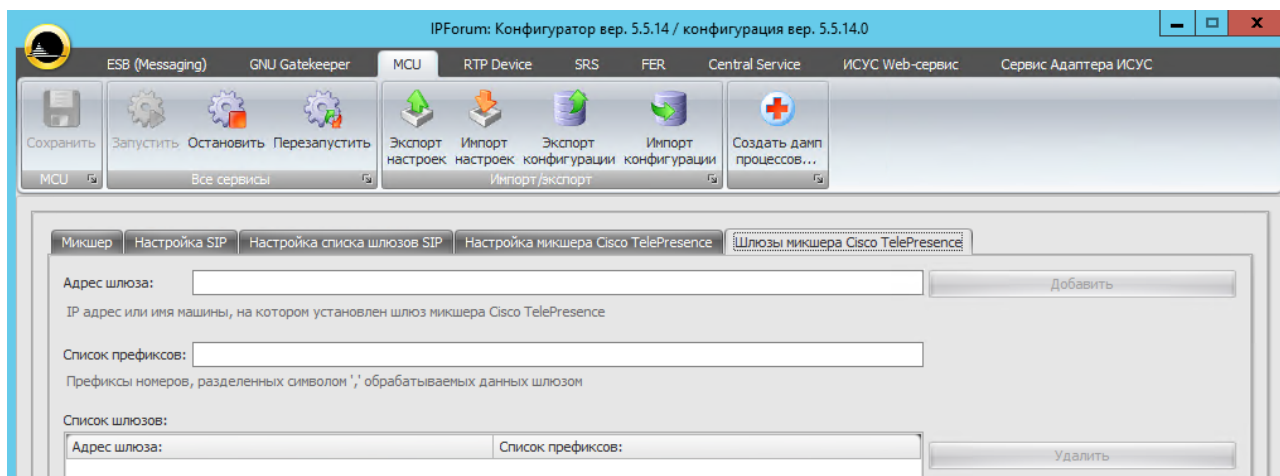 IPForum: Конфигуратор вер. 5.5.14 / конфигурация вер. 5.5.14.0
ESB (Messaging) GNU Gatekeeper MCU RTP Device SRS FER Central Service ИСУС Web-сервис Сервис Адаптера ИСУС
Сохранить Запустить Остановить Перезапустить Экспорт настроек Импорт настроек Экспорт конфигурации Импорт конфигурации Создать дамп процессов...
MCU Все сервисы Импорт/экспорт
Микшер Настройка SIP Настройка списка шлюзов SIP Настройка микшера Cisco TelePresence Шлюзы микшера Cisco TelePresence
Адрес шлюза: Добавить
IP адрес или имя машины, на котором установлен шлюз микшера Cisco TelePresence
Список префиксов:
Префиксы номеров, разделенных символом ',' обрабатываемых данных шлюзом
Список шлюзов:
Адрес шлюза: Список префиксов:
Удалить